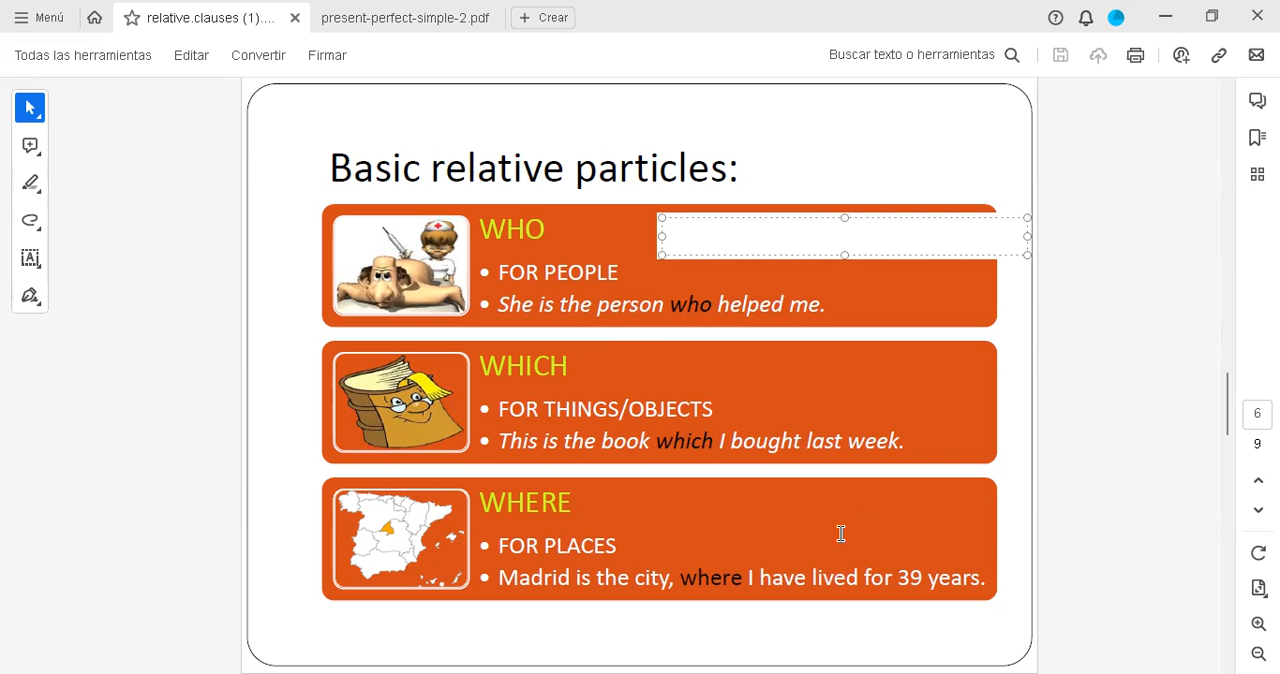 Menú
relative.clauses (1)....
present-perfect-simple-2.pdf
Crear
Todas las herramientas
Editar
Convertir
Firmar
Buscar texto o herramientas
Basic relative particles:
WHO
• FOR PEOPLE
• She is the person who helped me.
WHICH
• FOR THINGS/OBJECTS
• This is the book which I bought last week.
WHERE
• FOR PLACES
• Madrid is the city, where I have lived for 39 years.
6
9